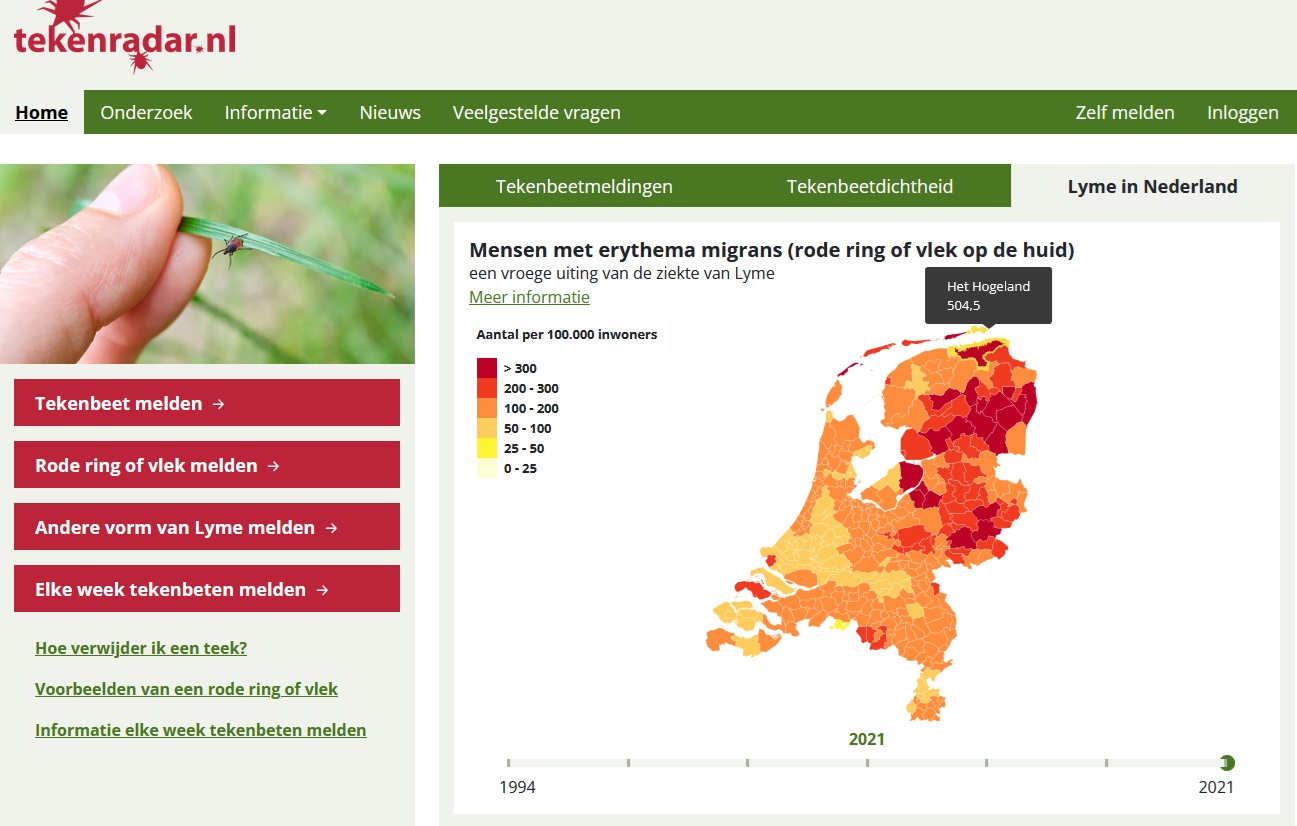 tekenradar.nl
Home
Onderzoek
Informatie
Nieuws
Veelgestelde vragen
Zelf melden
Inloggen
Tekenbeet melden →
Rode ring of vlek melden →
Andere vorm van Lyme melden →
Elke week tekenbeten melden →
Hoe verwijder ik een teek?
Voorbeelden van een rode ring of vlek
Informatie elke week tekenbeten melden
Tekenbeetmeldingen
Tekenbeetdichtheid
Lyme in Nederland
Mensen met erythema migrans (rode ring of vlek op de huid)
een vroege uiting van de ziekte van Lyme
Meer informatie
Het Hogeland
504,5
Aantal per 100.000 inwoners
> 300
200 - 300
100 - 200
50 - 100
25 - 50
0 - 25
2021
1994
2021